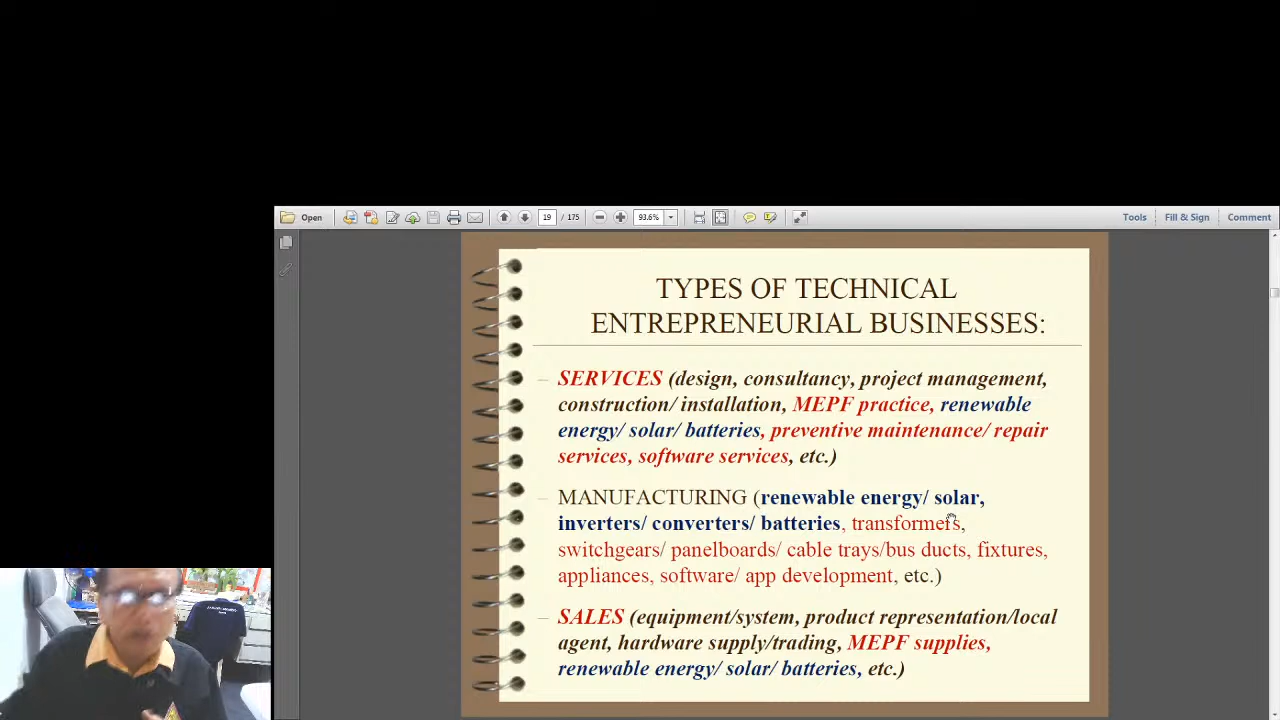 Open 19 / 175 93.6% Tools Fill & Sign Comment
TYPES OF TECHNICAL
ENTREPRENEURIAL BUSINESSES:
– SERVICES (design, consultancy, project management,
construction/ installation, MEPF practice, renewable
energy/ solar/ batteries, preventive maintenance/ repair
services, software services, etc.)
– MANUFACTURING (renewable energy/ solar,
inverters/ converters/ batteries, transformers,
switchgears/ panelboards/ cable trays/bus ducts, fixtures,
appliances, software/ app development, etc.)
– SALES (equipment/system, product representation/local
agent, hardware supply/trading, MEPF supplies,
renewable energy/ solar/ batteries, etc.)